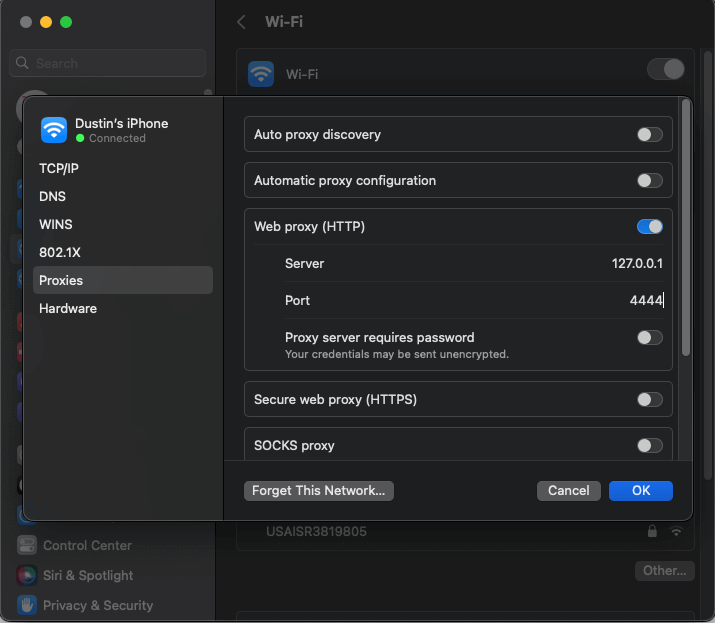 Wi-Fi
Search
Wi-Fi
Dustin's iPhone
Connected
TCP/IP
DNS
WINS
802.1X
Proxies
Hardware
Auto proxy discovery
Automatic proxy configuration
Web proxy (HTTP)
Server 127.0.0.1
Port 4444
Proxy server requires password
Your credentials may be sent unencrypted.
Secure web proxy (HTTPS)
SOCKS proxy
Forget This Network...
Cancel
OK
USAISR3819805
Other...
Control Center
Siri & Spotlight
Privacy & Security